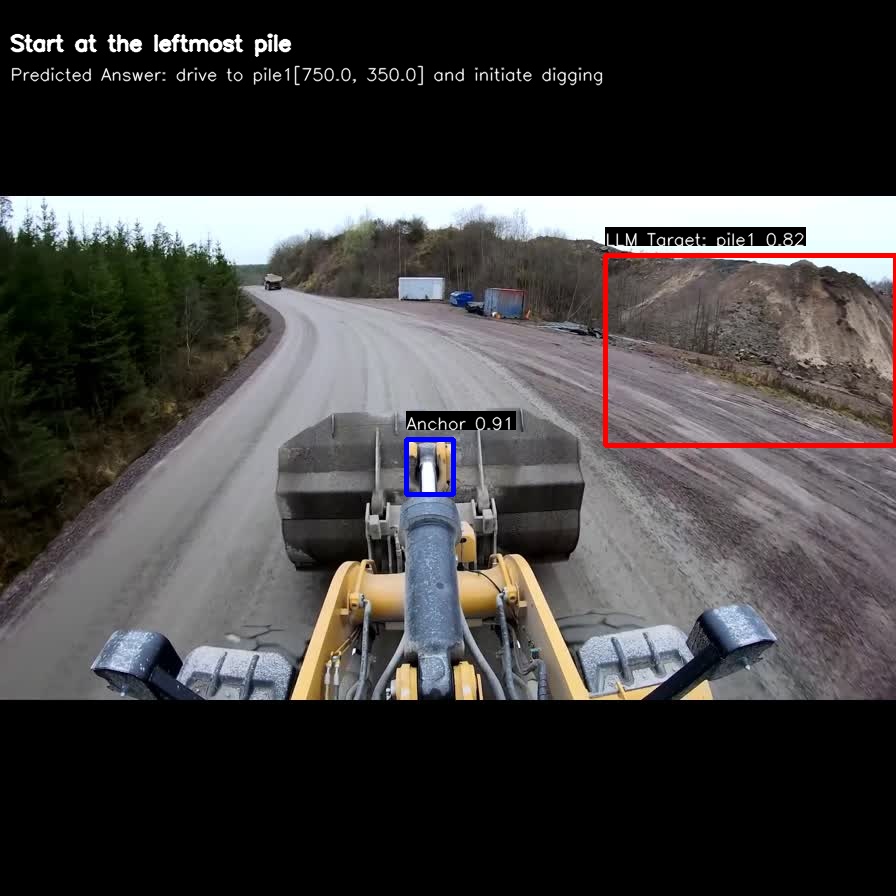 Start at the leftmost pile
Predicted Answer: drive to pile1[750.0, 350.0] and initiate digging
LLM Target: pile1 0.82
Anchor 0.91